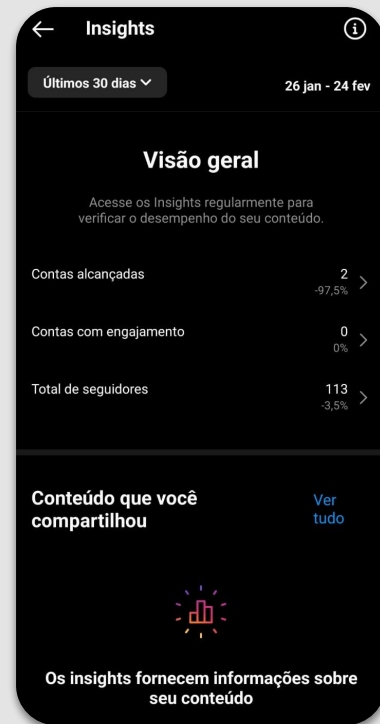 Insights
Últimos 30 dias
26 jan - 24 fev
Visão geral
Acesse os Insights regularmente para
verificar o desempenho do seu conteúdo.
Contas alcançadas
2
-97,5%
Contas com engajamento
0
0%
Total de seguidores
113
-3,5%
Conteúdo que você
compartilhou
Ver
tudo
Os insights fornecem informações sobre
seu conteúdo